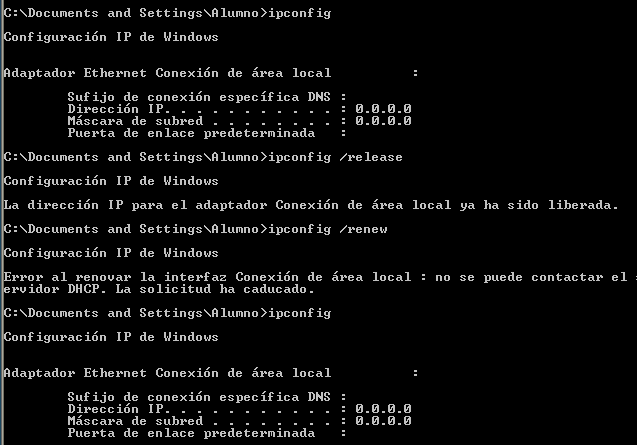 C:\Documents and Settings\Alumno>ipconfig
Configuración IP de Windows
Adaptador Ethernet Conexión de área local          :
Sufijo de conexión específica DNS :
Dirección IP. . . . . . . . . . . : 0.0.0.0
Máscara de subred . . . . . . . . : 0.0.0.0
Puerta de enlace predeterminada   :
C:\Documents and Settings\Alumno>ipconfig /release
Configuración IP de Windows
La dirección IP para el adaptador Conexión de área local ya ha sido liberada.
C:\Documents and Settings\Alumno>ipconfig /renew
Configuración IP de Windows
Error al renovar la interfaz Conexión de área local : no se puede contactar el
ervidor DHCP. La solicitud ha caducado.
C:\Documents and Settings\Alumno>ipconfig
Configuración IP de Windows
Adaptador Ethernet Conexión de área local          :
Sufijo de conexión específica DNS :
Dirección IP. . . . . . . . . . . : 0.0.0.0
Máscara de subred . . . . . . . . : 0.0.0.0
Puerta de enlace predeterminada   :